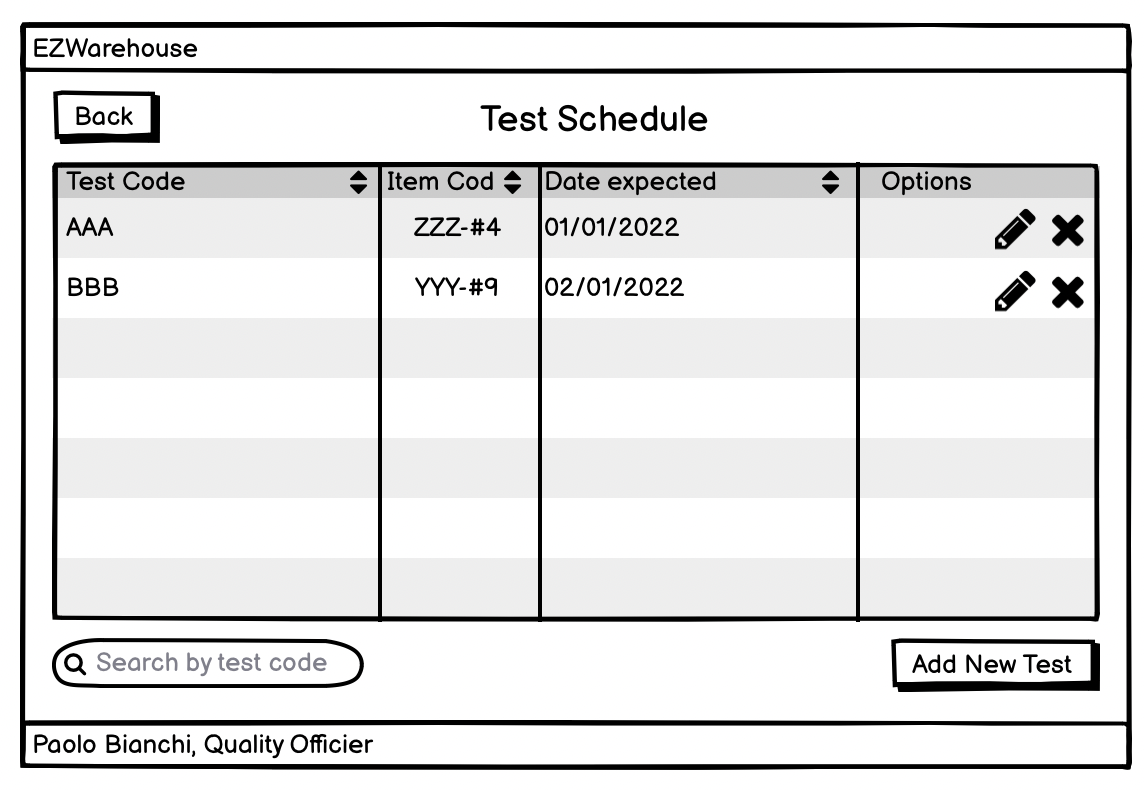 EZWarehouse
Back
Test Schedule
Test Code Item Cod Date expected Options
AAA ZZZ-#4 01/01/2022
BBB YYY-#9 02/01/2022
Search by test code
Add New Test
Paolo Bianchi, Quality Officier